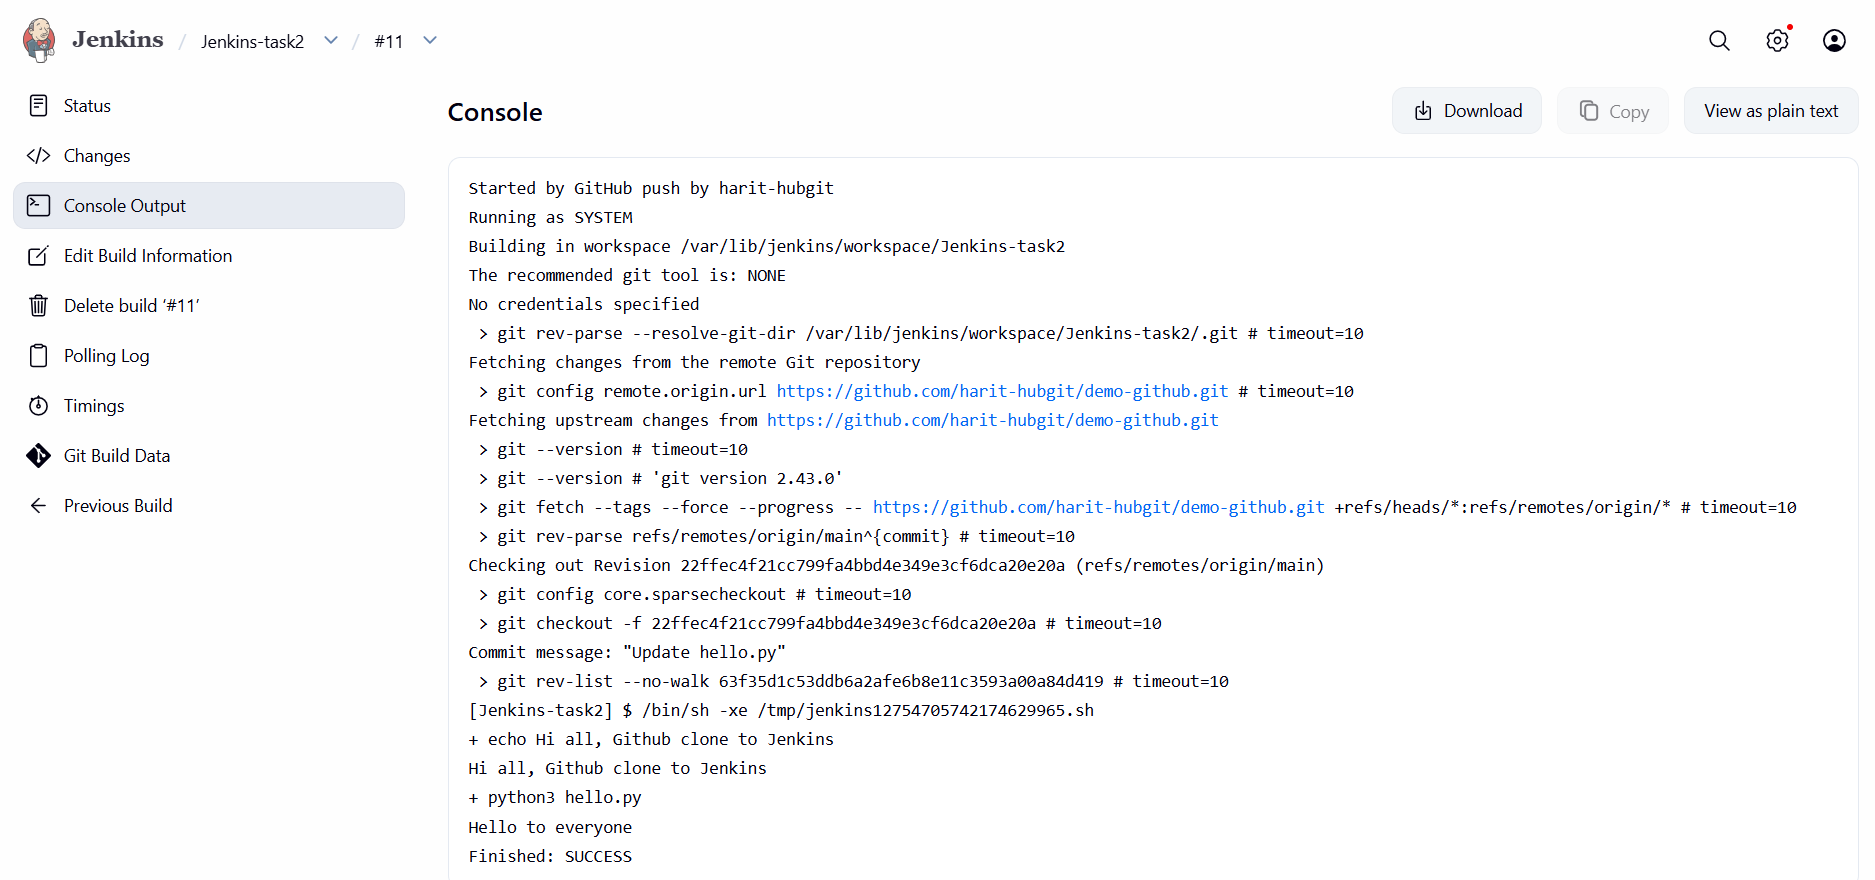 Jenkins / Jenkins-task2 / #11
Status
Changes
Console Output
Edit Build Information
Delete build ‘#11’
Polling Log
Timings
Git Build Data
Previous Build
Console
Download
Copy
View as plain text
Started by GitHub push by harit-hubgit
Running as SYSTEM
Building in workspace /var/lib/jenkins/workspace/Jenkins-task2
The recommended git tool is: NONE
No credentials specified
> git rev-parse --resolve-git-dir /var/lib/jenkins/workspace/Jenkins-task2/.git # timeout=10
Fetching changes from the remote Git repository
> git config remote.origin.url https://github.com/harit-hubgit/demo-github.git # timeout=10
Fetching upstream changes from https://github.com/harit-hubgit/demo-github.git
> git --version # timeout=10
> git --version # 'git version 2.43.0'
> git fetch --tags --force --progress -- https://github.com/harit-hubgit/demo-github.git +refs/heads/*:refs/remotes/origin/* # timeout=10
> git rev-parse refs/remotes/origin/main^{commit} # timeout=10
Checking out Revision 22ffec4f21cc799fa4bbd4e349e3cf6dca20e20a (refs/remotes/origin/main)
> git config core.sparsecheckout # timeout=10
> git checkout -f 22ffec4f21cc799fa4bbd4e349e3cf6dca20e20a # timeout=10
Commit message: "Update hello.py"
> git rev-list --no-walk 63f35d1c53ddb6a2afe6b8e11c3593a00a84d419 # timeout=10
[Jenkins-task2] $ /bin/sh -xe /tmp/jenkins12754705742174629965.sh
+ echo Hi all, Github clone to Jenkins
Hi all, Github clone to Jenkins
+ python3 hello.py
Hello to everyone
Finished: SUCCESS